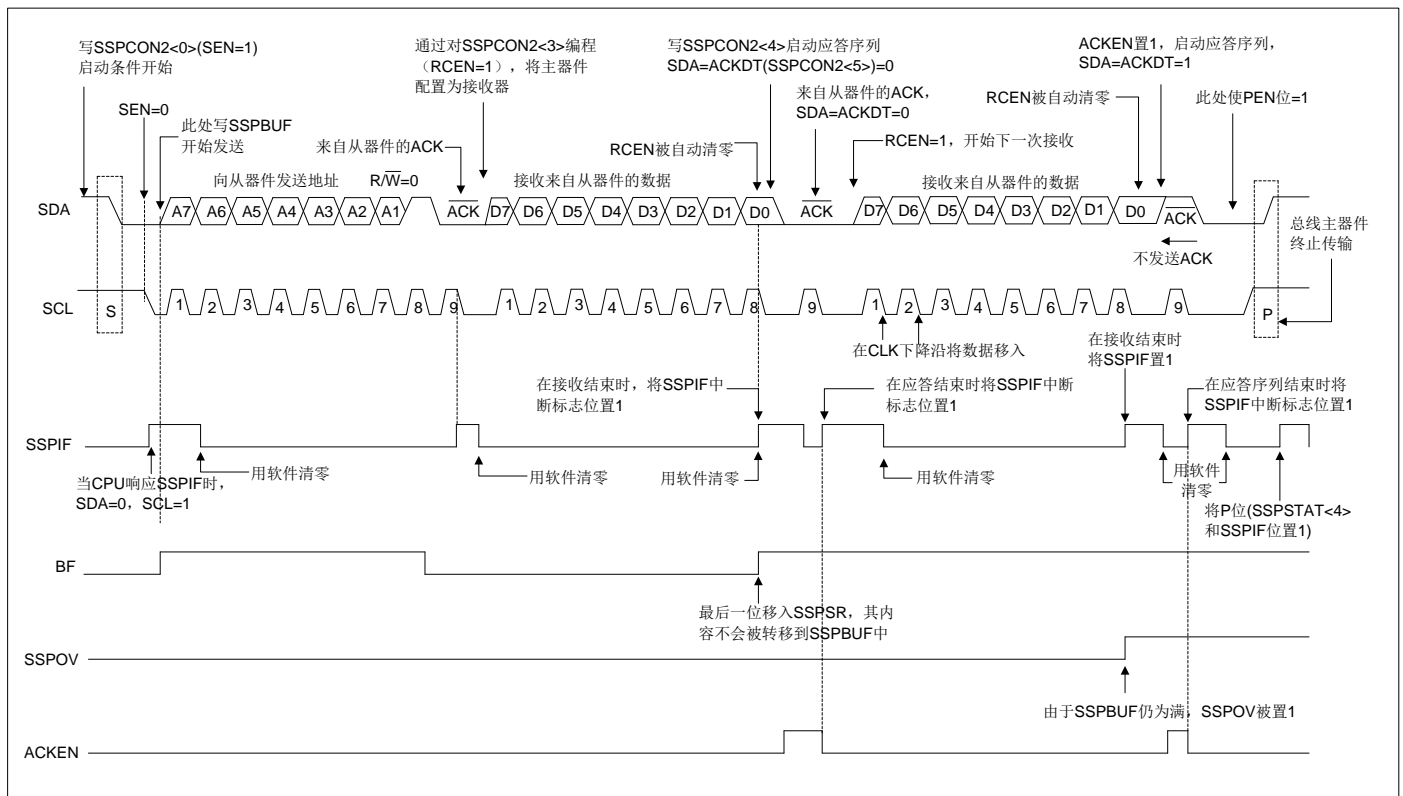 写SSPCON2<0>(SEN=1)
启动条件开始
SEN=0
此处写SSPBUF
开始发送
通过对SSPCON2<3>编程
（RCEN=1），将主器件
配置为接收器
来自从器件的ACK
写SSPCON2<4>启动应答序列
SDA=ACKDT(SSPCON2<5>)=0
来自从器件的ACK,
SDA=ACKDT=0
RCEN被自动清零
RCEN=1，开始下一次接收
ACKEN置1，启动应答序列，
SDA=ACKDT=1
RCEN被自动清零
此处使PEN位=1
向从器件发送地址
R/W=0
接收来自从器件的数据
接收来自从器件的数据
SDA
A7 A6 A5 A4 A3 A2 A1
ACK
D7 D6 D5 D4 D3 D2 D1 D0
ACK
D7 D6 D5 D4 D3 D2 D1 D0
ACK
不发送ACK
总线主器件
终止传输
SCL
S
1 2 3 4 5 6 7 8 9
1 2 3 4 5 6 7 8 9
1 2 3 4 5 6 7 8 9
P
在CLK下降沿将数据移入
在接收结束时，将SSPIF中
断标志位置1
在应答结束时将SSPIF中断
标志位置1
在接收结束时
将SSPIF置1
在应答序列结束时将
SSPIF中断标志位置1
SSPIF
当CPU响应SSPIF时，
SDA=0，SCL=1
用软件清零
用软件清零
用软件清零
用软件清零
用软件
清零
将P位(SSPSTAT<4>
和SSPIF位置1)
BF
最后一位移入SSPSR，其内
容不会被转移到SSPBUF中
SSPOV
由于SSPBUF仍为满，SSPOV被置1
ACKEN